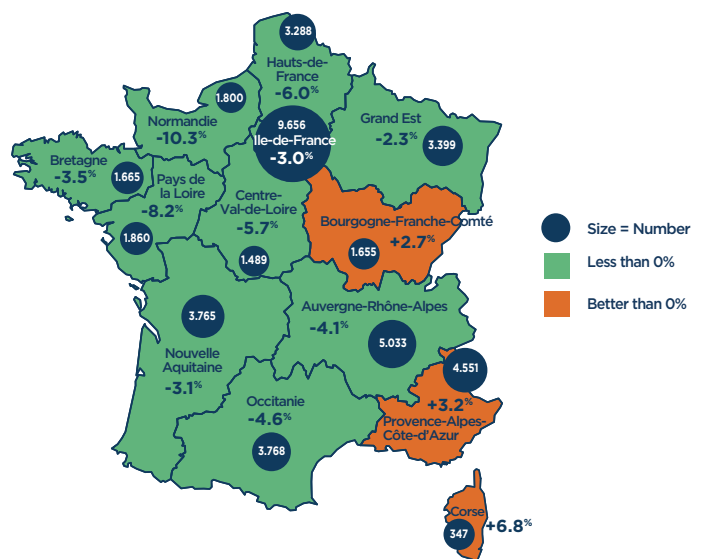 3.288
Hauts-de-
France
-6.0%
1.800
Normandie
-10.3%
9.656
Ile-de-France
-3.0%
Grand Est
-2.3%
3.399
Bretagne
-3.5%
1.665
Pays de
la Loire
-8.2%
1.860
Centre-
Val-de-Loire
-5.7%
1.489
Bourgogne-Franche-Comté
+2.7%
1.655
Size = Number
Less than 0%
Better than 0%
3.765
Nouvelle
Aquitaine
-3.1%
Auvergne-Rhône-Alpes
-4.1%
5.033
4.551
+3.2%
Provence-Alpes-
Côte-d'Azur
Occitanie
-4.6%
3.768
Corse
347
+6.8%